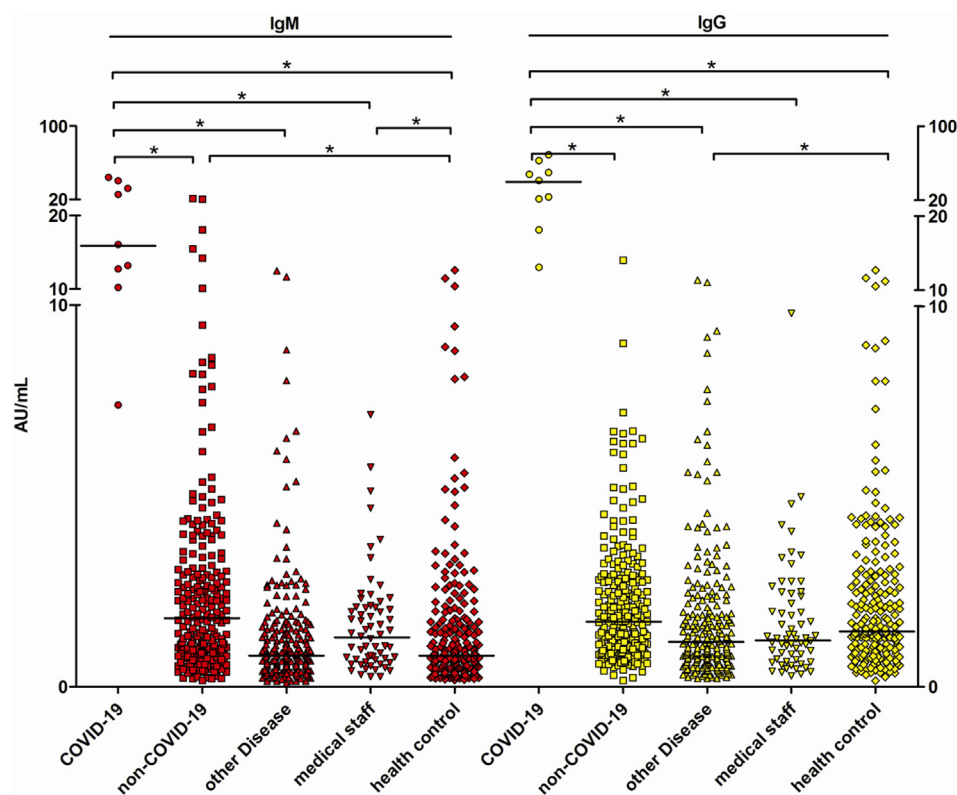 IgM IgG
* *
* *
* * *
100 * * * * 100
20 20
20 20
10 10
10 10
AU/mL
0 0
COVID-19 non-COVID-19 other Disease medical staff health control COVID-19 non-COVID-19 other Disease medical staff health control